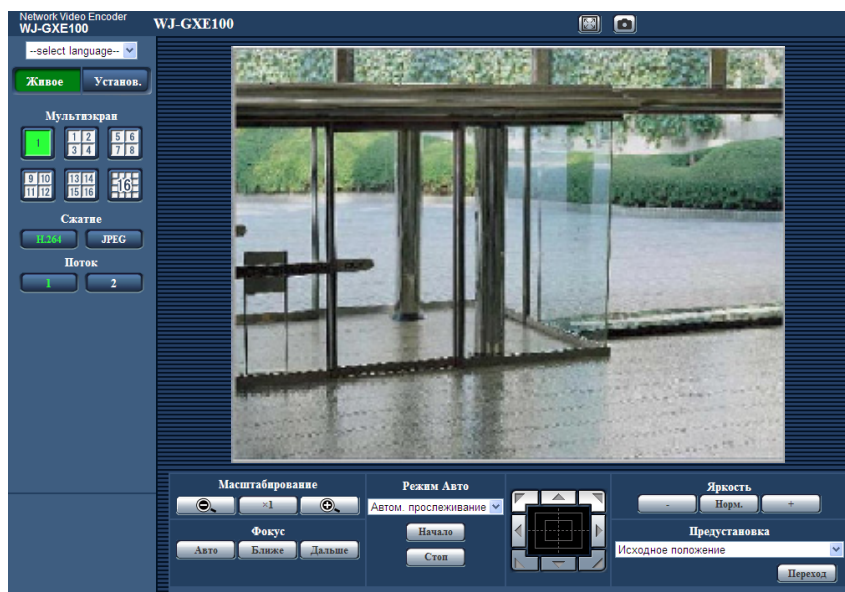 Network Video Encoder
WJ-GXE100
WJ-GXE100
--select language--
Живое Установ.
Мультиэкран
1
1 2
3 4
5 6
7 8
9 10
11 12
13 14
15 16
16
Сжатие
H.264 JPEG
Поток
1 2
Масштабирование
×1
Фокус
Авто Ближе Дальше
Режим Авто
Автом. прослеживание
Начало
Стоп
Яркость
- Норм. +
Предустановка
Исходное положение
Переход